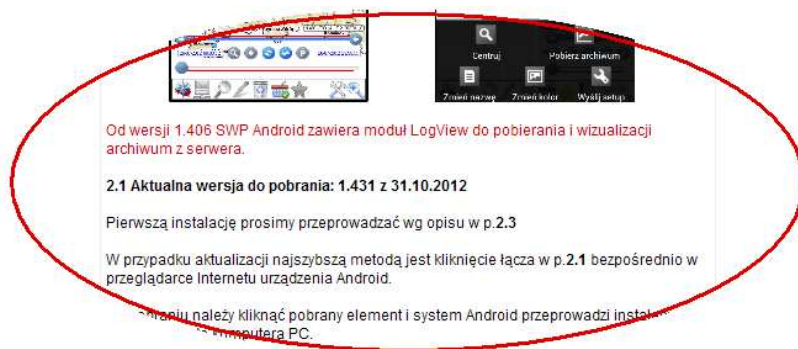 Centruj
Pobierz archiwum
Zmień nazwę
Zmień kolor
Wyślij setup
Od wersji 1.406 SWP Android zawiera moduł LogView do pobierania i wizualizacji
archiwum z serwera.
2.1 Aktualna wersja do pobrania: 1.431 z 31.10.2012
Pierwszą instalację prosimy przeprowadzać wg opisu w p.2.3
W przypadku aktualizacji najszybszą metodą jest kliknięcie łącza w p.2.1 bezpośrednio w
przeglądarce Internetu urządzenia Android.
należy kliknąć pobrany element i system Android przeprowadzi
komputera PC.